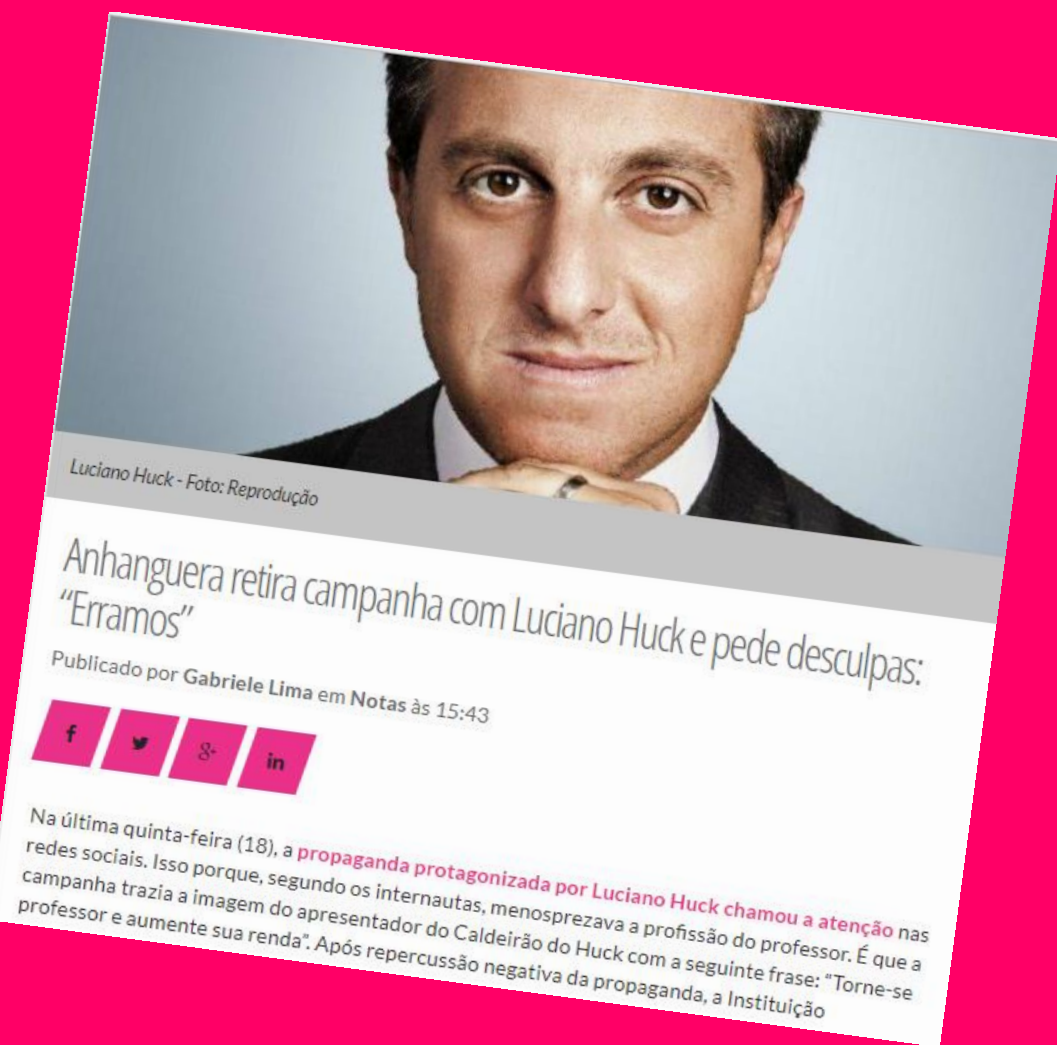 Luciano Huck - Foto: Reprodução
Anhanguera retira campanha com Luciano Huck e pede desculpas:
“Erramos”
Publicado por Gabriele Lima em Notas às 15:43
f
8+
in
Na última quinta-feira (18), a propaganda protagonizada por Luciano Huck chamou a atenção nas
redes sociais. Isso porque, segundo os internautas, menosprezava a profissão do professor. É que a
campanha trazia a imagem do apresentador do Caldeirão do Huck com a seguinte frase: “Torne-se
professor e aumente sua renda”. Após repercussão negativa da propaganda, a Instituição